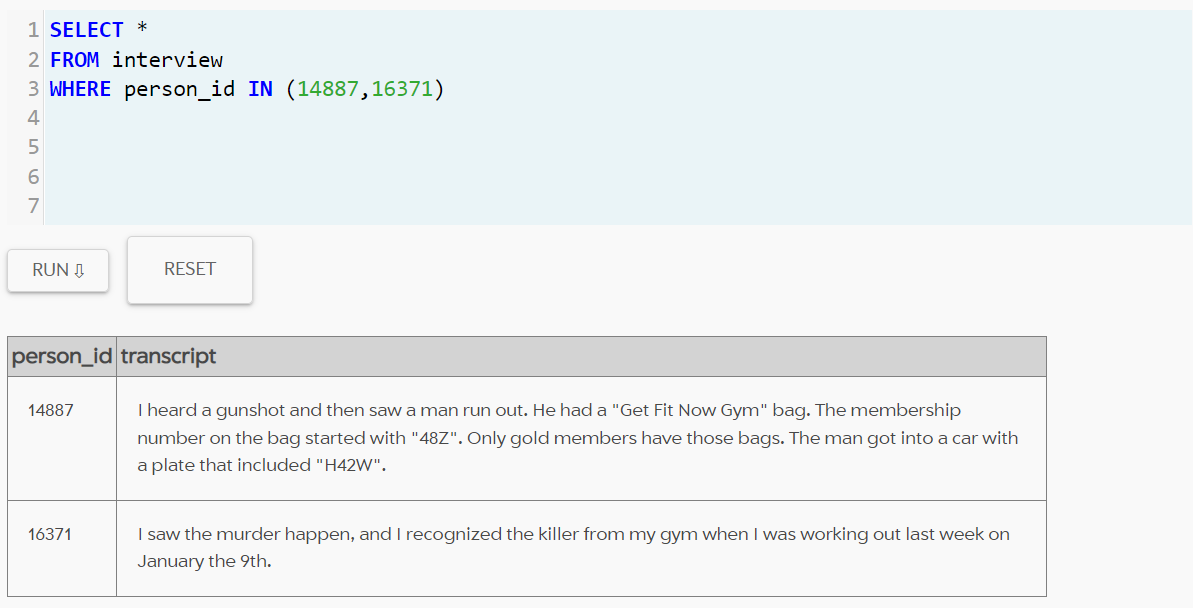 1 SELECT *
2 FROM interview
3 WHERE person_id IN (14887,16371)
4
5
6
7
RUN ⇩
RESET
person_id transcript
14887 I heard a gunshot and then saw a man run out. He had a "Get Fit Now Gym" bag. The membership
number on the bag started with "48Z". Only gold members have those bags. The man got into a car with
a plate that included "H42W".
16371 I saw the murder happen, and I recognized the killer from my gym when I was working out last week on
January the 9th.